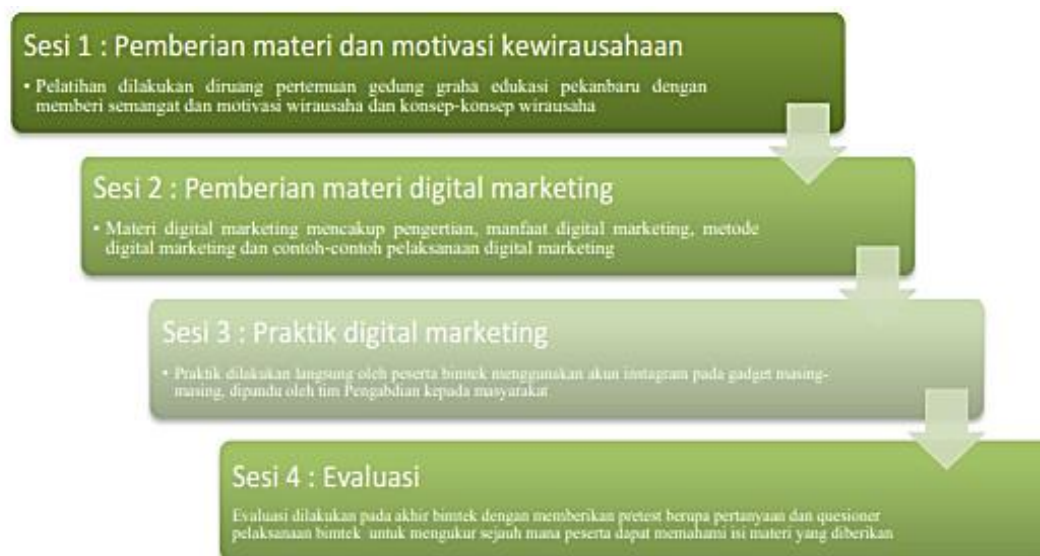 Sesi 1 : Pemberian materi dan motivasi kewirausahaan
• Pelatihan dilakukan diruang pertemuan gedung graha edukasi pekanbaru dengan
memberi semangat dan motivasi wirausaha dan konsep-konsep wirausaha
Sesi 2 : Pemberian materi digital marketing
• Materi digital marketing mencakup pengertian, manfaat digital marketing, metode
digital marketing dan contoh-contoh pelaksanaan digital marketing
Sesi 3 : Praktik digital marketing
• Praktik dilakukan langsung oleh peserta bimtek menggunakan akun instagram pada gadget masing-
masing, dipandu oleh tim Pengabdian kepada masyarakat
Sesi 4 : Evaluasi
Evaluasi dilakukan pada akhir bimtek dengan memberikan pretest berupa pertanyaan dan quesioner
pelaksanaan bimtek untuk mengukur sejauh mana peserta dapat memahami isi materi yang diberikan